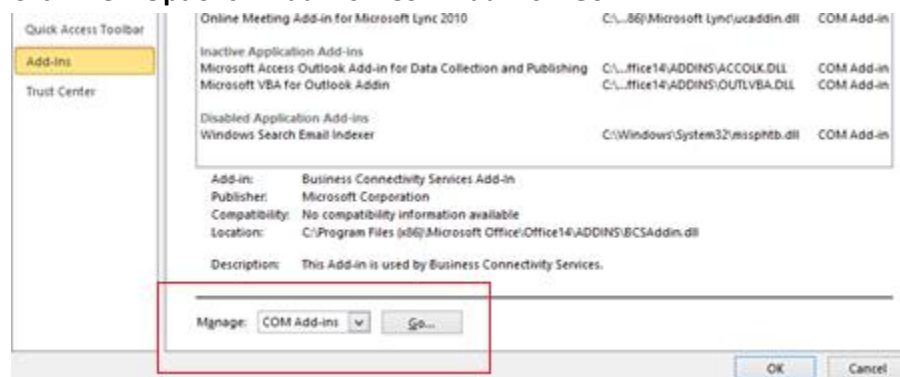 Quick Access Toolbar
Add-Ins
Trust Center
Online Meeting Add-in for Microsoft Lync 2010 C:\...86)\Microsoft Lync\ucaddin.dll COM Add-in
Inactive Application Add-ins
Microsoft Access Outlook Add-in for Data Collection and Publishing C:\...ffice14\ADDINS\ACCOLK.DLL COM Add-in
Microsoft VBA for Outlook Addin C:\...ffice14\ADDINS\OUTLVBA.DLL COM Add-in
Disabled Application Add-ins
Windows Search Email Indexer C:\Windows\System32\mssphtb.dll COM Add-in
Add-in: Business Connectivity Services Add-In
Publisher: Microsoft Corporation
Compatibility: No compatibility information available
Location: C:\Program Files (x86)\Microsoft Office\Office14\ADDINS\BCSAddin.dll
Description: This Add-in is used by Business Connectivity Services.
Manage: COM Add-ins Go...
OK Cancel